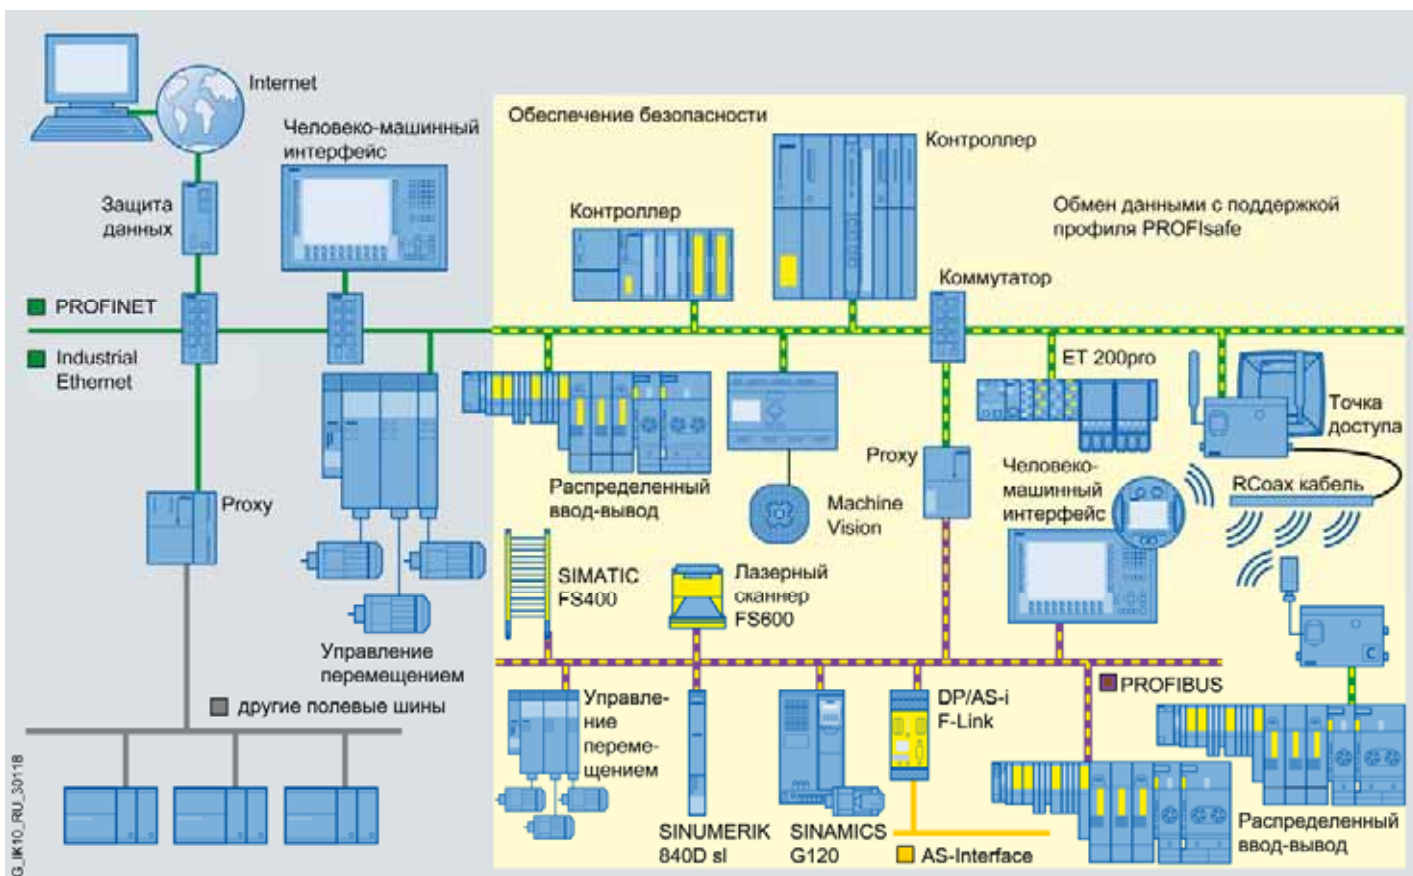 Internet
Человеко-машинный
интерфейс
Защита
данных
PROFINET
Industrial
Ethernet
Proxy
Управление
перемещением
другие полевые шины
G_IK10_RU_30118
Обеспечение безопасности
Контроллер
Контроллер
Обмен данными с поддержкой
профиля PROFIsafe
Коммутатор
ET 200pro
Точка
доступа
Распределенный
ввод-вывод
Machine
Vision
Proxy
Человеко-
машинный
интерфейс
RCoax кабель
SIMATIC
FS400
Лазерный
сканнер
FS600
PROFIBUS
C
Управле-
ние
переме-
щением
SINUMERIK
840D sl
SINAMICS
G120
DP/AS-i
F-Link
AS-Interface
Распределенный
ввод-вывод